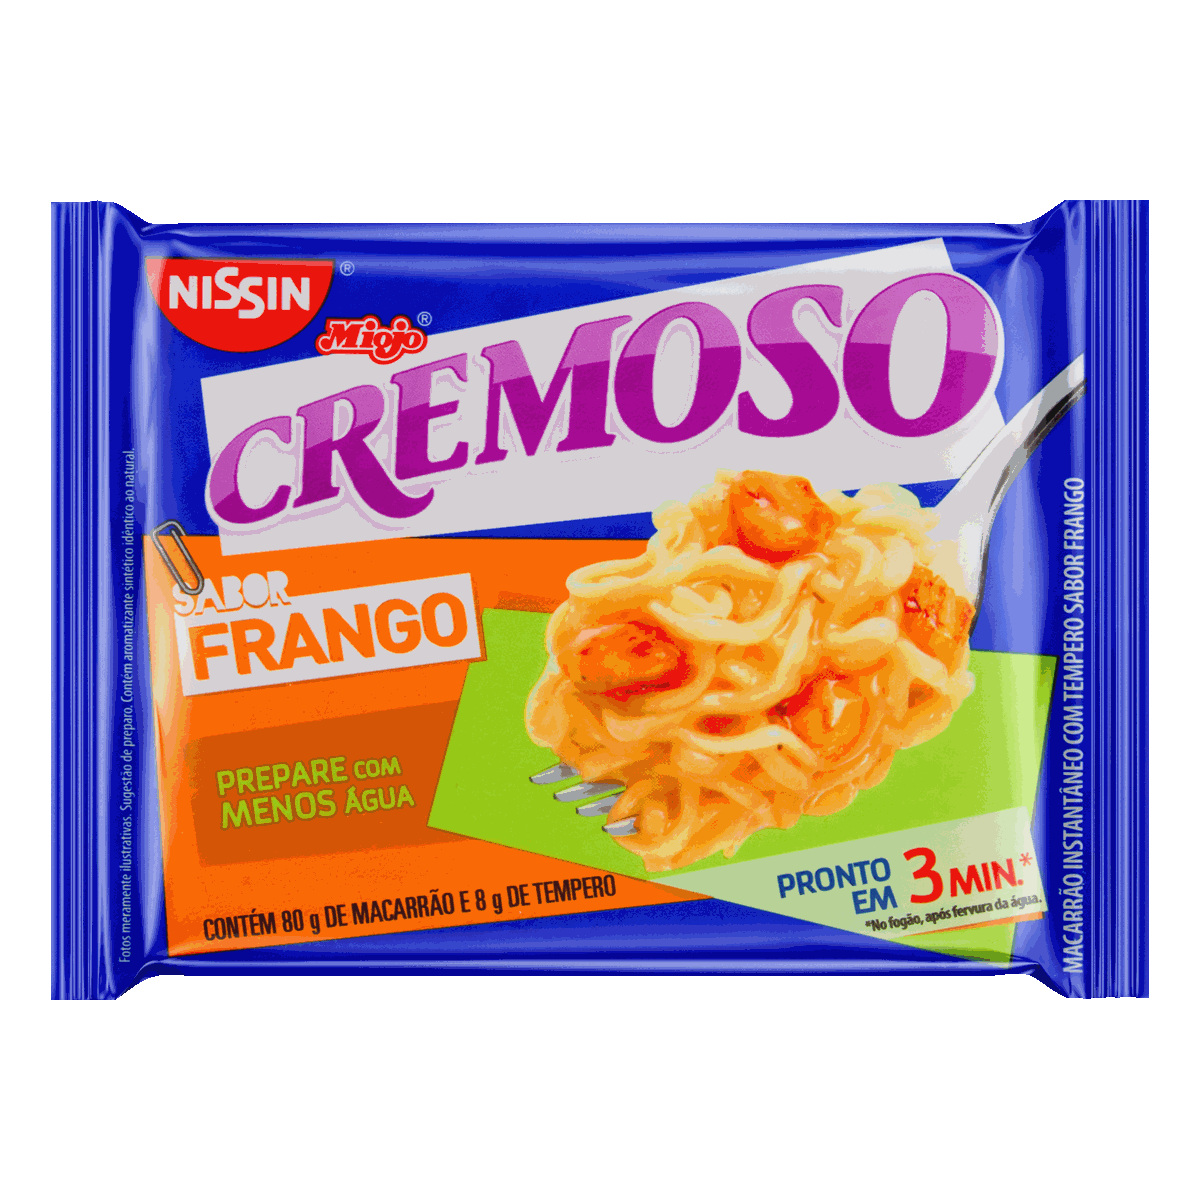 NISSIN ®
Miojo ®
CREMOSO
SABOR
FRANGO
PREPARE COM
MENOS ÁGUA
CONTÉM 80 g DE MACARRÃO E 8 g DE TEMPERO
PRONTO
EM 3 MIN.*
*No fogão, após fervura da água.
Fotos meramente ilustrativas. Sugestão de preparo. Contém aromatizante sintético idêntico ao natural.
MACARRÃO INSTANTÂNEO COM TEMPERO SABOR FRANGO